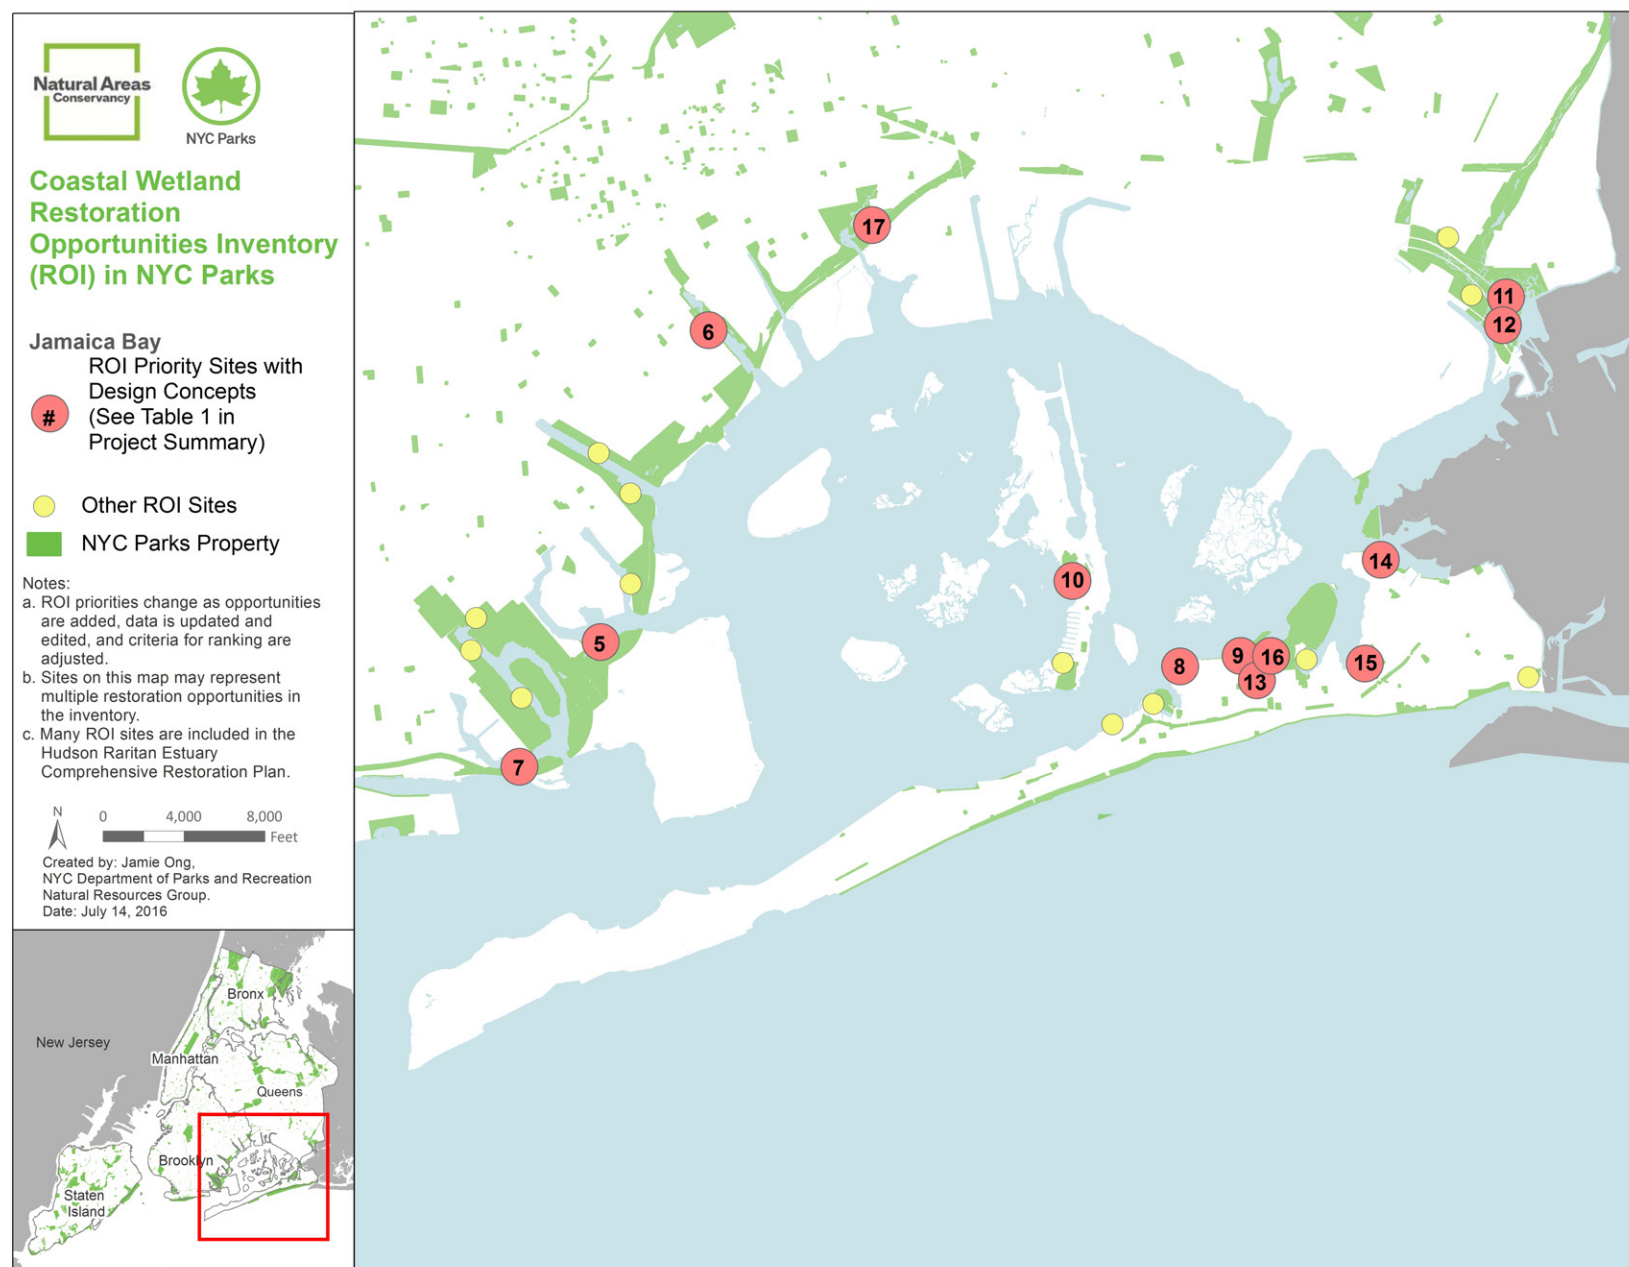 Natural Areas
Conservancy
NYC Parks
Coastal Wetland
Restoration
Opportunities Inventory
(ROI) in NYC Parks
Jamaica Bay
#
ROI Priority Sites with
Design Concepts
(See Table 1 in
Project Summary)
Other ROI Sites
NYC Parks Property
Notes:
a. ROI priorities change as opportunities
are added, data is updated and
edited, and criteria for ranking are
adjusted.
b. Sites on this map may represent
multiple restoration opportunities in
the inventory.
c. Many ROI sites are included in the
Hudson Raritan Estuary
Comprehensive Restoration Plan.
N
0 4,000 8,000
Feet
Created by: Jamie Ong,
NYC Department of Parks and Recreation
Natural Resources Group.
Date: July 14, 2016
Bronx
New Jersey
Manhattan
Queens
Brooklyn
Staten
Island
17
11
12
6
14
10
5
9
16
8
15
13
7